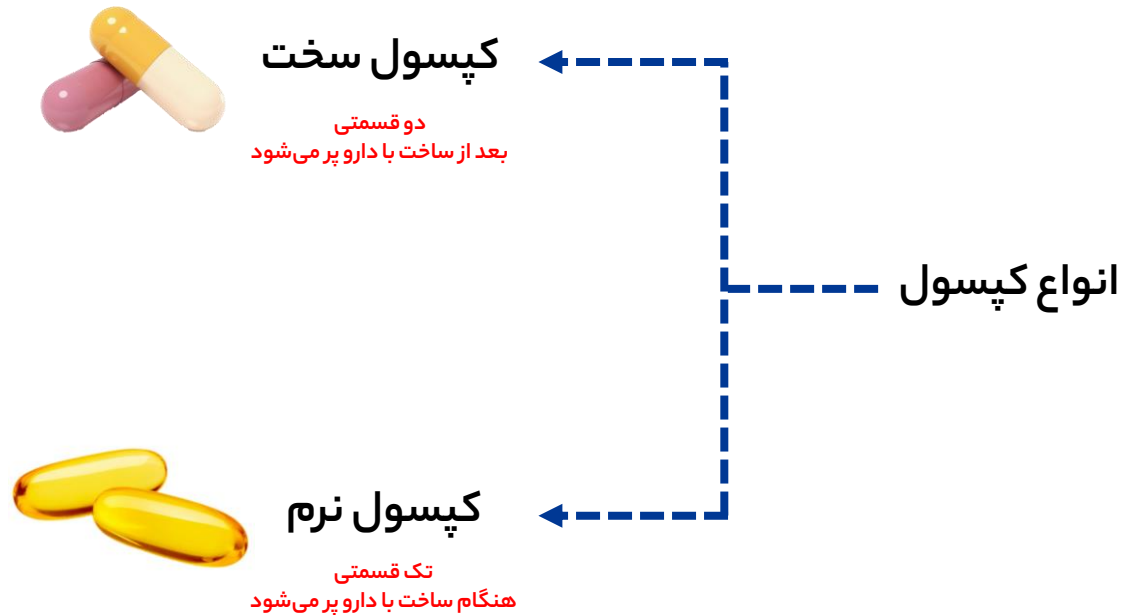 انواع کپسول
کپسول سخت
دو قسمتی
بعد از ساخت با دارو پر می‌شود
کپسول نرم
تک قسمتی
هنگام ساخت با دارو پر می‌شود